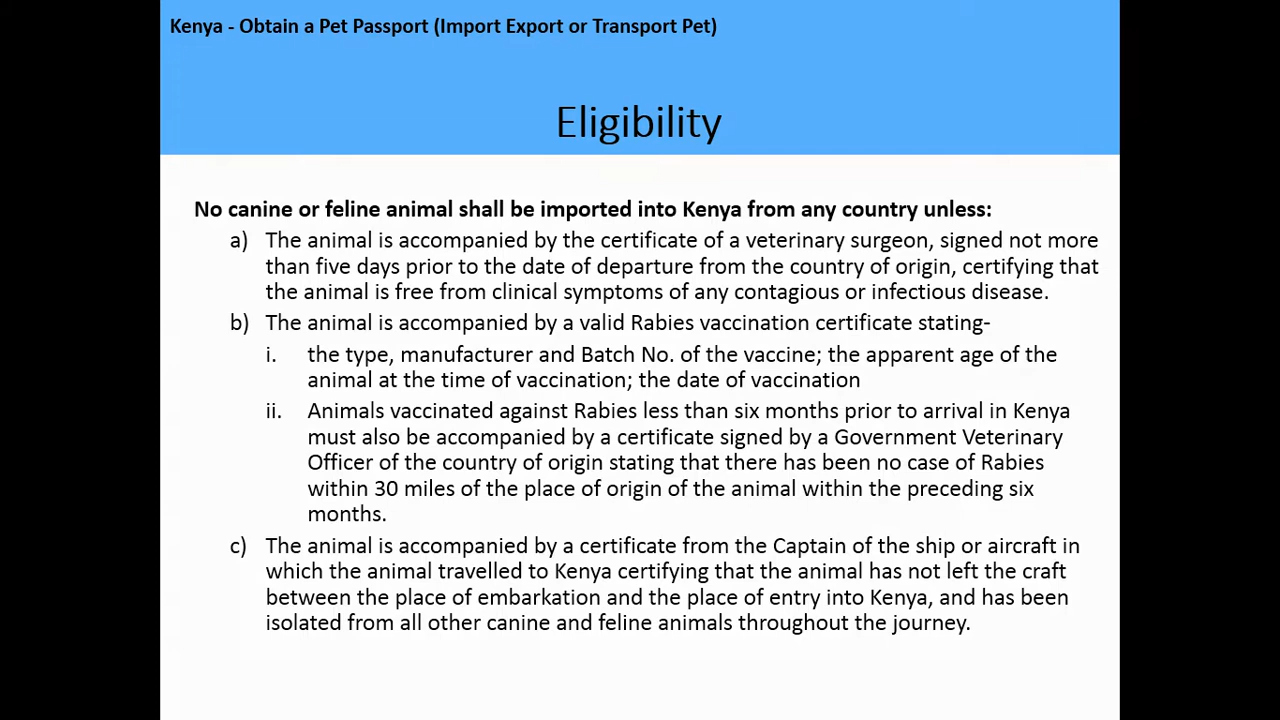 Kenya - Obtain a Pet Passport (Import Export or Transport Pet)
Eligibility
No canine or feline animal shall be imported into Kenya from any country unless:
a) The animal is accompanied by the certificate of a veterinary surgeon, signed not more
than five days prior to the date of departure from the country of origin, certifying that
the animal is free from clinical symptoms of any contagious or infectious disease.
b) The animal is accompanied by a valid Rabies vaccination certificate stating-
i. the type, manufacturer and Batch No. of the vaccine; the apparent age of the
animal at the time of vaccination; the date of vaccination
ii. Animals vaccinated against Rabies less than six months prior to arrival in Kenya
must also be accompanied by a certificate signed by a Government Veterinary
Officer of the country of origin stating that there has been no case of Rabies
within 30 miles of the place of origin of the animal within the preceding six
months.
c) The animal is accompanied by a certificate from the Captain of the ship or aircraft in
which the animal travelled to Kenya certifying that the animal has not left the craft
between the place of embarkation and the place of entry into Kenya, and has been
isolated from all other canine and feline animals throughout the journey.